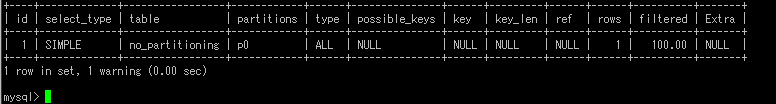 +----+-------------+-----------------+------------+------+---------------+------+---------+------+------+----------+-------+
| id | select_type | table | partitions | type | possible_keys | key | key_len | ref | rows | filtered | Extra |
+----+-------------+-----------------+------------+------+---------------+------+---------+------+------+----------+-------+
| 1 | SIMPLE | no_partitioning | p0 | ALL | NULL | NULL | NULL | NULL | 1 | 100.00 | NULL |
+----+-------------+-----------------+------------+------+---------------+------+---------+------+------+----------+-------+
1 row in set, 1 warning (0.00 sec)
mysql>